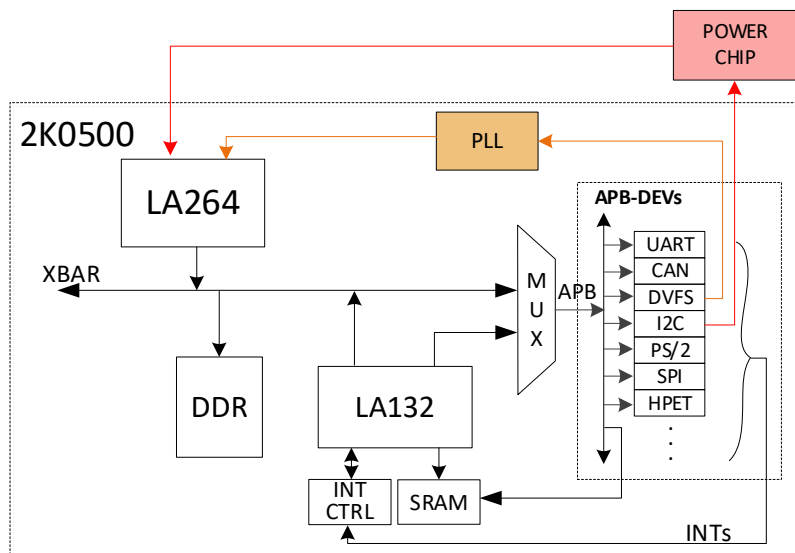 POWER
CHIP
2K0500
PLL
LA264
APB-DEVs
UART
CAN
DVFS
I2C
PS/2
SPI
HPET
XBAR
M
U
X
APB
DDR
LA132
INT
CTRL
SRAM
INTs